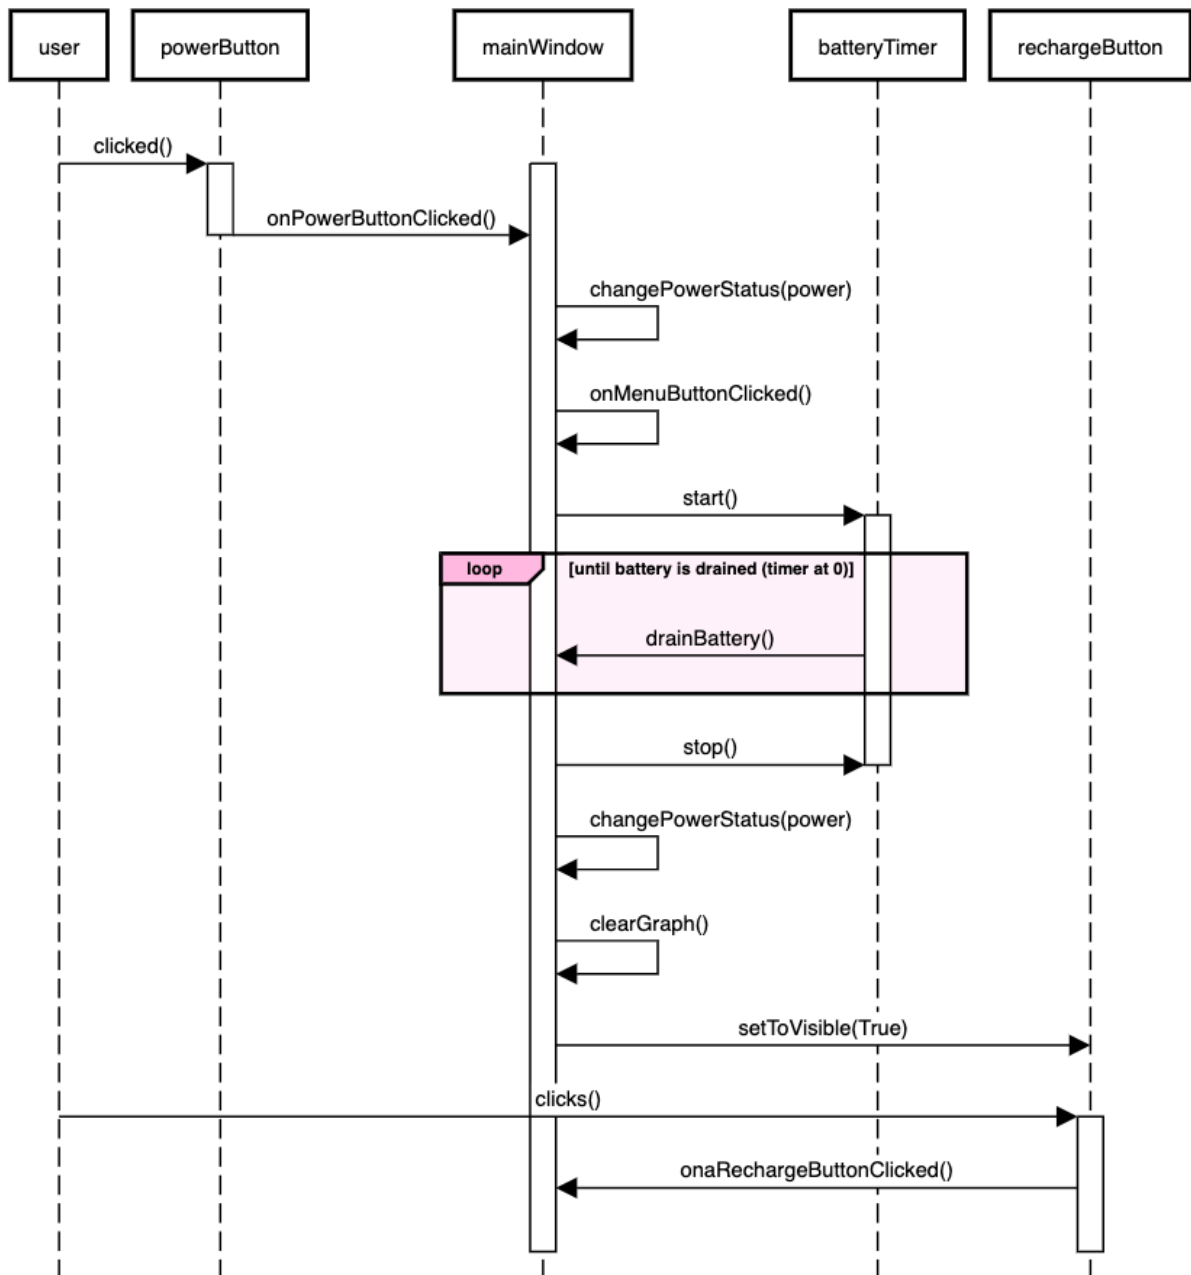 user
powerButton
mainWindow
batteryTimer
rechargeButton
clicked()
onPowerButtonClicked()
changePowerStatus(power)
onMenuButtonClicked()
start()
loop
[until battery is drained (timer at 0)]
drainBattery()
stop()
changePowerStatus(power)
clearGraph()
setToVisible(True)
clicks()
onaRechargeButtonClicked()